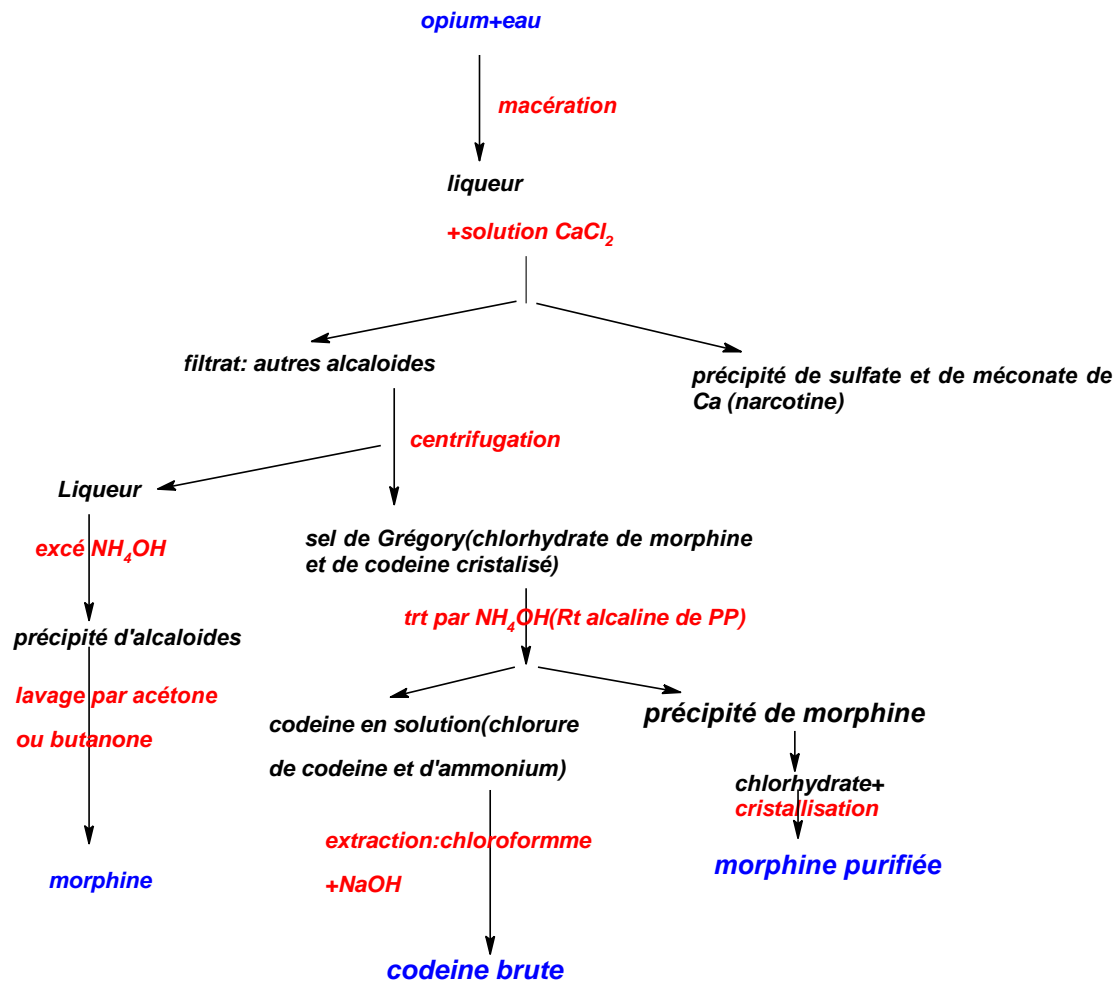 opium+eau
macération
liqueur
+solution CaCl2
filtrat: autres alcaloides
précipité de sulfate et de méconate de
Ca (narcotine)
centrifugation
Liqueur
excé NH4OH
sel de Grégory(chlorhydrate de morphine
et de codeine cristalisé)
trt par NH4OH(Rt alcaline de PP)
précipité d'alcaloides
lavage par acétone
ou butanone
codeine en solution(chlorure
de codeine et d'ammonium)
précipité de morphine
chlorhydrate+
cristallisation
extraction:chloroformme
+NaOH
morphine purifiée
morphine
codeine brute